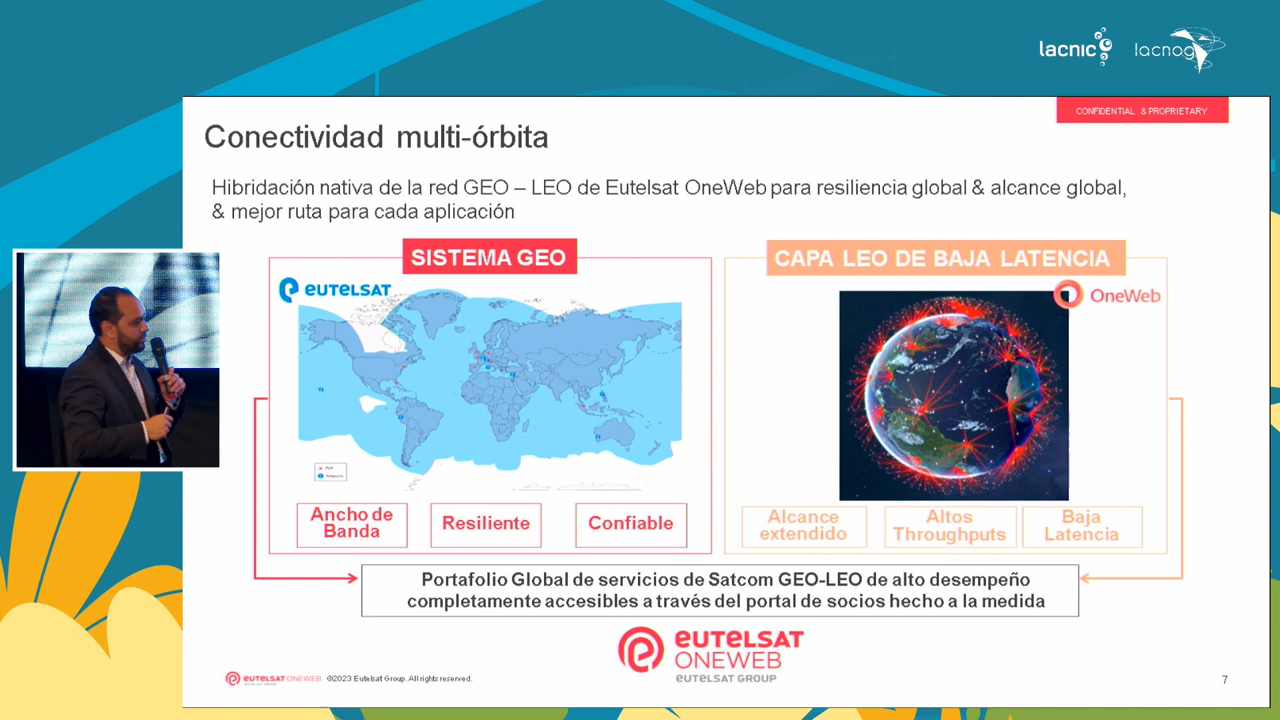 lacnic
lacnog
CONFIDENTIAL & PROPRIETARY
Conectividad multi-órbita
Hibridación nativa de la red GEO – LEO de Eutelsat OneWeb para resiliencia global & alcance global,
& mejor ruta para cada aplicación
SISTEMA GEO
eutelsat
Ancho de
Banda
Resiliente
Confiable
CAPA LEO DE BAJA LATENCIA
OneWeb
Alcance
extendido
Altos
Throughputs
Baja
Latencia
Portafolio Global de servicios de Satcom GEO-LEO de alto desempeño
completamente accesibles a través del portal de socios hecho a la medida
eutelsat
ONEWEB
eutelsat GROUP
eutelsat ONEWEB
©2023 Eutelsat Group. All rights reserved.
7